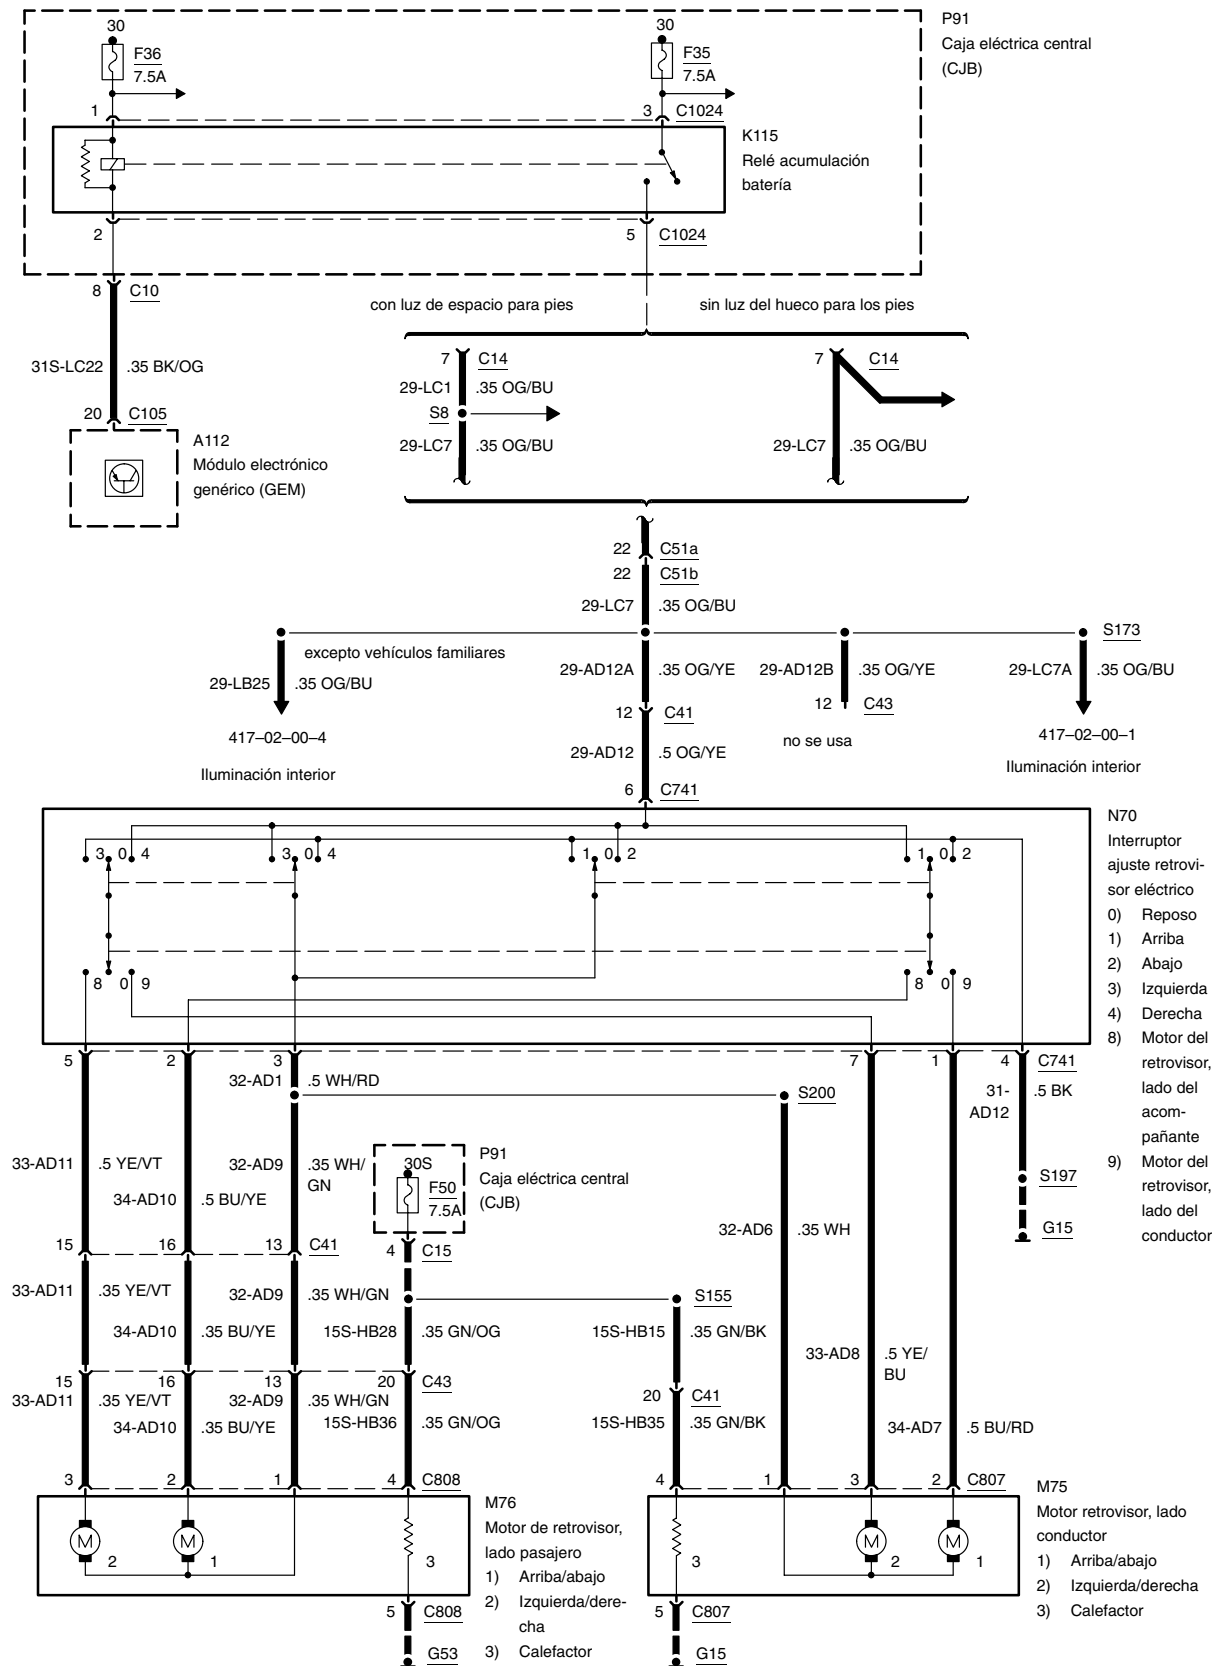 P91
Caja eléctrica central
(CJB)
30
F36
7.5A
30
F35
7.5A
1
3 C1024
K115
Relé acumulación
batería
2
5 C1024
8 C10
con luz de espacio para pies
sin luz del hueco para los pies
31S-LC22 .35 BK/OG
7 C14
29-LC1 .35 OG/BU
S8
29-LC7 .35 OG/BU
7 C14
29-LC7 .35 OG/BU
20 C105
A112
Módulo electrónico
genérico (GEM)
22 C51a
22 C51b
29-LC7 .35 OG/BU
S173
excepto vehículos familiares
29-LB25 .35 OG/BU
29-AD12A .35 OG/YE
29-AD12B .35 OG/YE
29-LC7A .35 OG/BU
12 C41
12 C43
417–02–00–4
Iluminación interior
29-AD12 .5 OG/YE
no se usa
417–02–00–1
Iluminación interior
6 C741
N70
Interruptor
ajuste retrovi-
sor eléctrico
0) Reposo
1) Arriba
2) Abajo
3) Izquierda
4) Derecha
8) Motor del
retrovisor,
lado del
acom-
pañante
9) Motor del
retrovisor,
lado del
conductor
3 0 4
3 0 4
1 0 2
1 0 2
8 0 9
8 0 9
5 2 3 7 1 4 C741
32-AD1 .5 WH/RD
S200
31-
AD12
.5 BK
33-AD11 .5 YE/VT
32-AD9 .35 WH/
GN
34-AD10 .5 BU/YE
30S
F50
7.5A
P91
Caja eléctrica central
(CJB)
S197
G15
32-AD6 .35 WH
15 16 13 C41
4 C15
33-AD11 .35 YE/VT
32-AD9 .35 WH/GN
S155
34-AD10 .35 BU/YE
15S-HB28 .35 GN/OG
15S-HB15 .35 GN/BK
33-AD8 .5 YE/
BU
15 16 13 20 C43
20 C41
33-AD11 .35 YE/VT
32-AD9 .35 WH/GN
34-AD10 .35 BU/YE
15S-HB36 .35 GN/OG
15S-HB35 .35 GN/BK
34-AD7 .5 BU/RD
3 2 1 4 C808
4 1 3 2 C807
M
2
M
1
3
M76
Motor de retrovisor,
lado pasajero
1) Arriba/abajo
2) Izquierda/dere-
cha
3) Calefactor
3
M
2
M
1
M75
Motor retrovisor, lado
conductor
1) Arriba/abajo
2) Izquierda/derecha
3) Calefactor
5 C808
G53
5 C807
G15